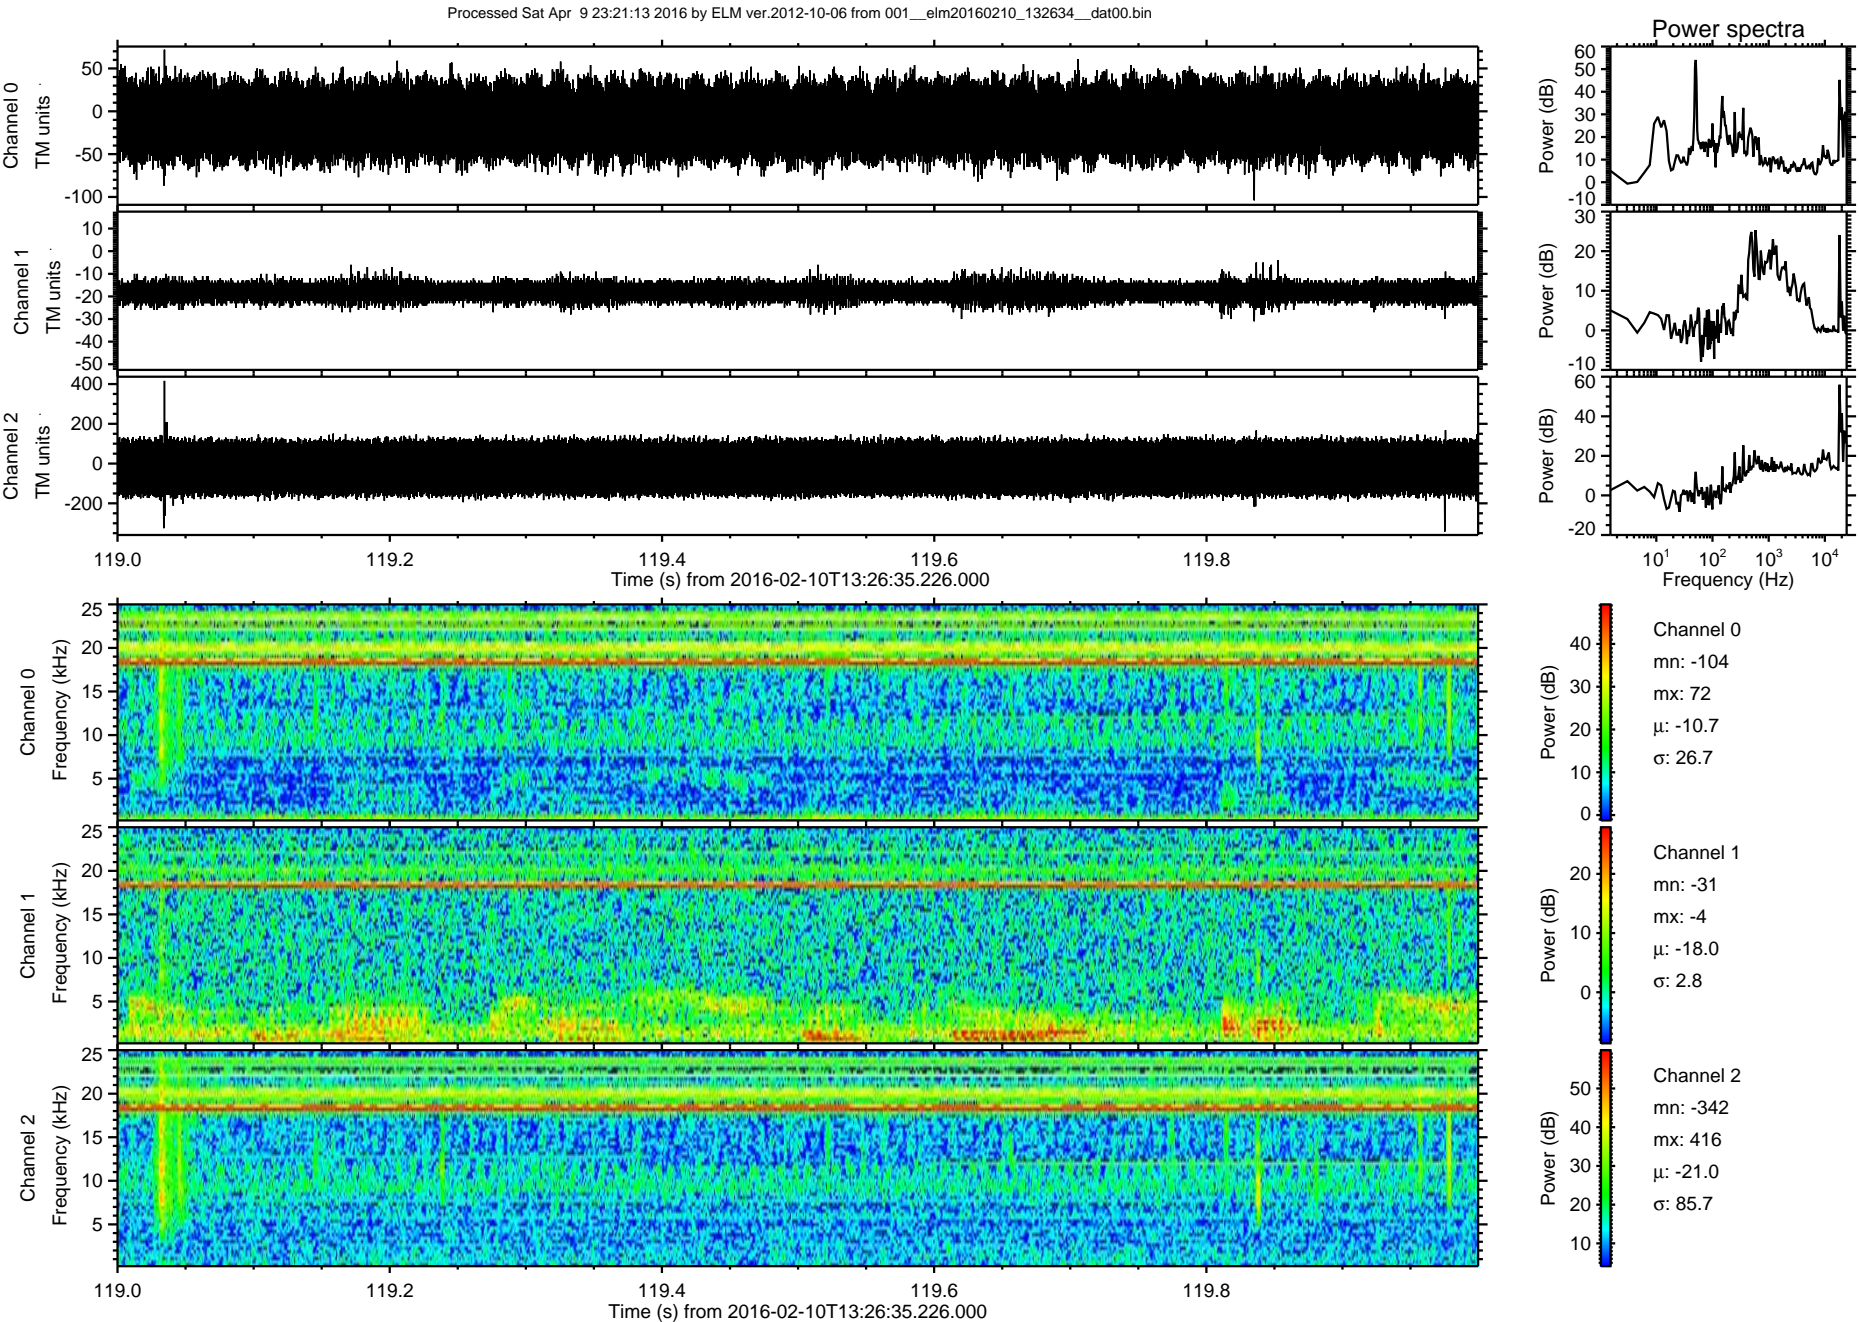 Processed Sat Apr  9 23:21:13 2016 by ELM ver.2012-10-06 from 001__elm20160210_132634__dat00.bin
Power spectra
Channel 0
TM units
50
0
-50
-100
Power (dB)
60
50
40
30
20
10
0
-10
Channel 1
TM units
10
0
-10
-20
-30
-40
-50
Power (dB)
30
20
10
0
-10
Channel 2
TM units
400
200
0
-200
Power (dB)
60
40
20
0
-20
119.0 119.2 119.4 119.6 119.8
Time (s) from 2016-02-10T13:26:35.226.000
10^1 10^2 10^3 10^4
Frequency (Hz)
Channel 0
Frequency (kHz)
25
20
15
10
5
Power (dB)
40
30
20
10
0
Channel 0
mn: -104
mx: 72
μ: -10.7
σ: 26.7
Channel 1
Frequency (kHz)
25
20
15
10
5
Power (dB)
20
10
0
Channel 1
mn: -31
mx: -4
μ: -18.0
σ: 2.8
Channel 2
Frequency (kHz)
25
20
15
10
5
Power (dB)
50
40
30
20
10
Channel 2
mn: -342
mx: 416
μ: -21.0
σ: 85.7
119.0 119.2 119.4 119.6 119.8
Time (s) from 2016-02-10T13:26:35.226.000